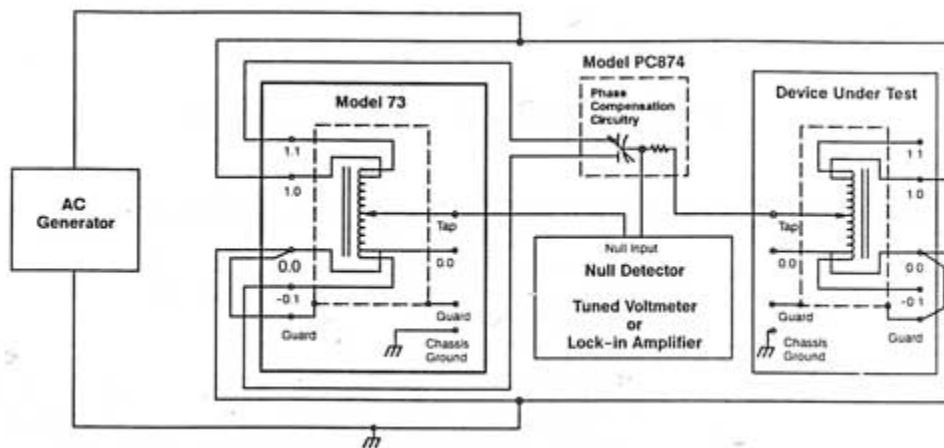 Model PC874
Phase
Compensation
Circuitry
Model 73
Device Under Test
AC
Generator
1.1
1.0
0.0
-0.1
Guard
Tap
0.0
Guard
Chassis
Ground
Null Input
Null Detector
Tuned Voltmeter
or
Lock-in Amplifier
Tap
0.0
Guard
Chassis
Ground
1.1
1.0
0.0
-0.1
Guard